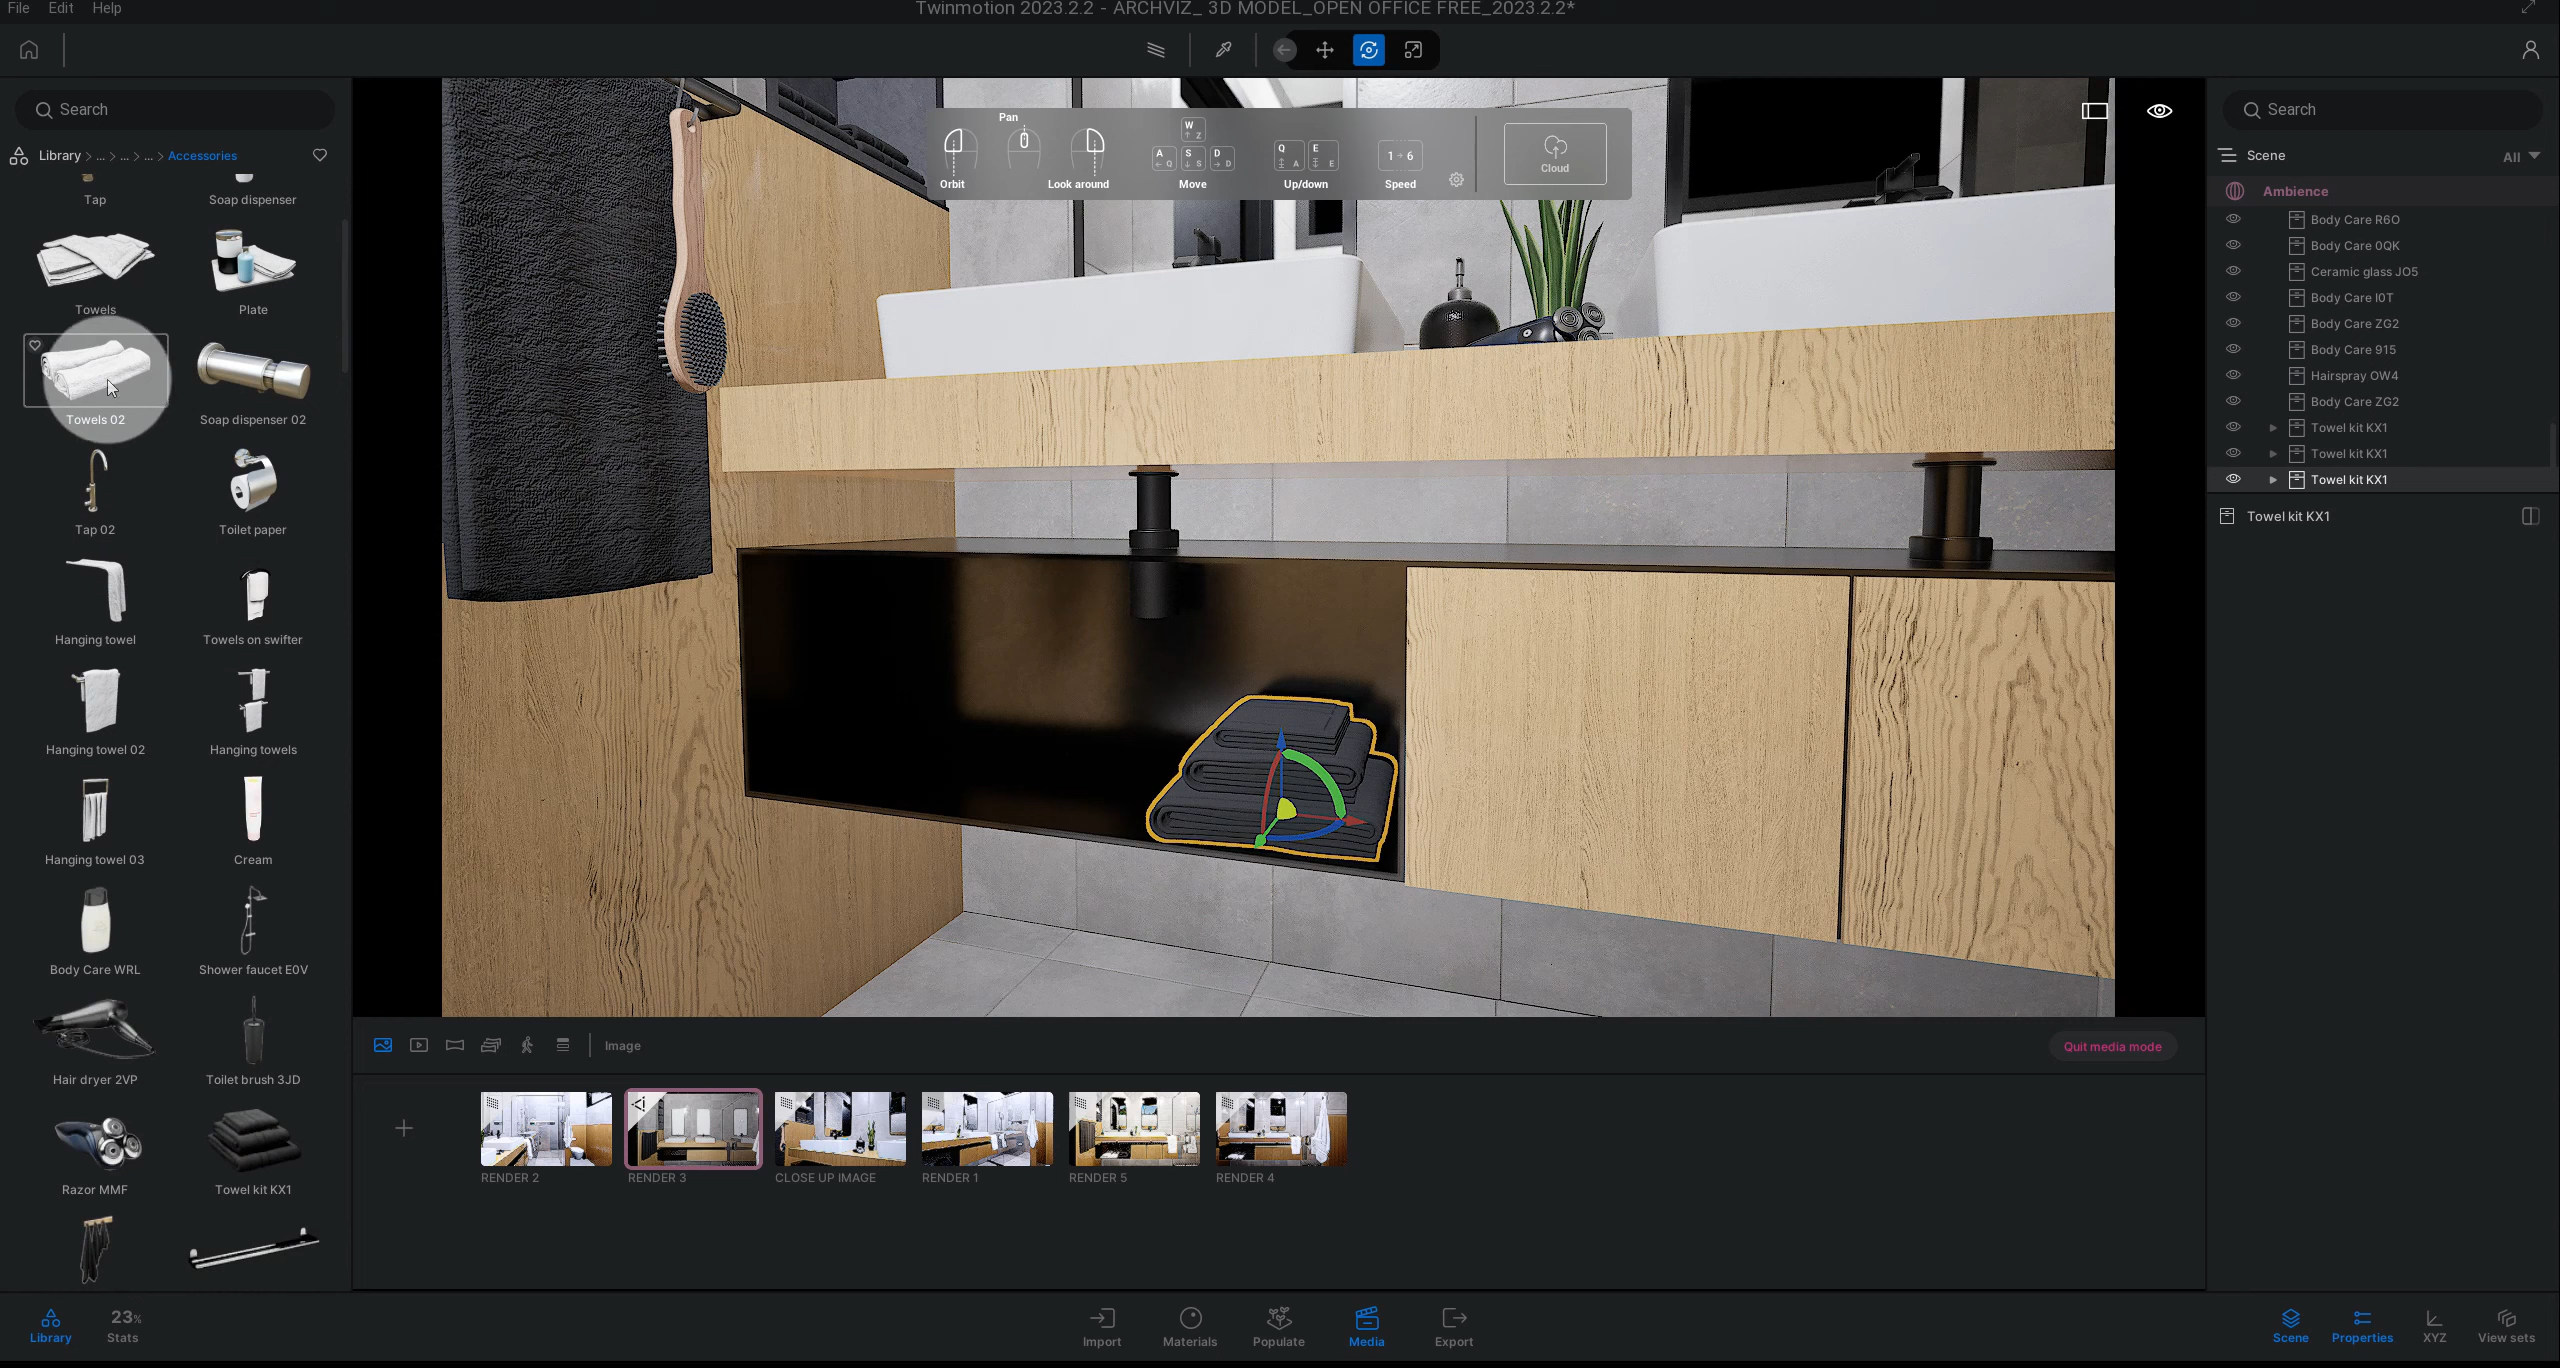 File Edit Help
Twinmotion 2023.2.2 - ARCHVIZ_ 3D MODEL_OPEN OFFICE FREE_2023.2.2*
Search
Library > ... > ... > ... > Accessories
Tap
Soap dispenser
Towels
Plate
Towels 02
Soap dispenser 02
Tap 02
Toilet paper
Hanging towel
Towels on swifter
Hanging towel 02
Hanging towels
Hanging towel 03
Cream
Body Care WRL
Shower faucet E0V
Hair dryer 2VP
Toilet brush 3JD
Razor MMF
Towel kit KX1
Pan
W
Z
A
Q
S
S
D
D
Q
A
E
E
1 - 6
Orbit
Look around
Move
Up/down
Speed
Cloud
Search
Scene
All
Ambience
Body Care R6O
Body Care 0QK
Ceramic glass JO5
Body Care I0T
Body Care ZG2
Body Care 915
Hairspray OW4
Body Care ZG2
Towel kit KX1
Towel kit KX1
Towel kit KX1
Towel kit KX1
Image
Quit media mode
RENDER 2
RENDER 3
CLOSE UP IMAGE
RENDER 1
RENDER 5
RENDER 4
Library
23%
Stats
Import
Materials
Populate
Media
Export
Scene
Properties
XYZ
View sets